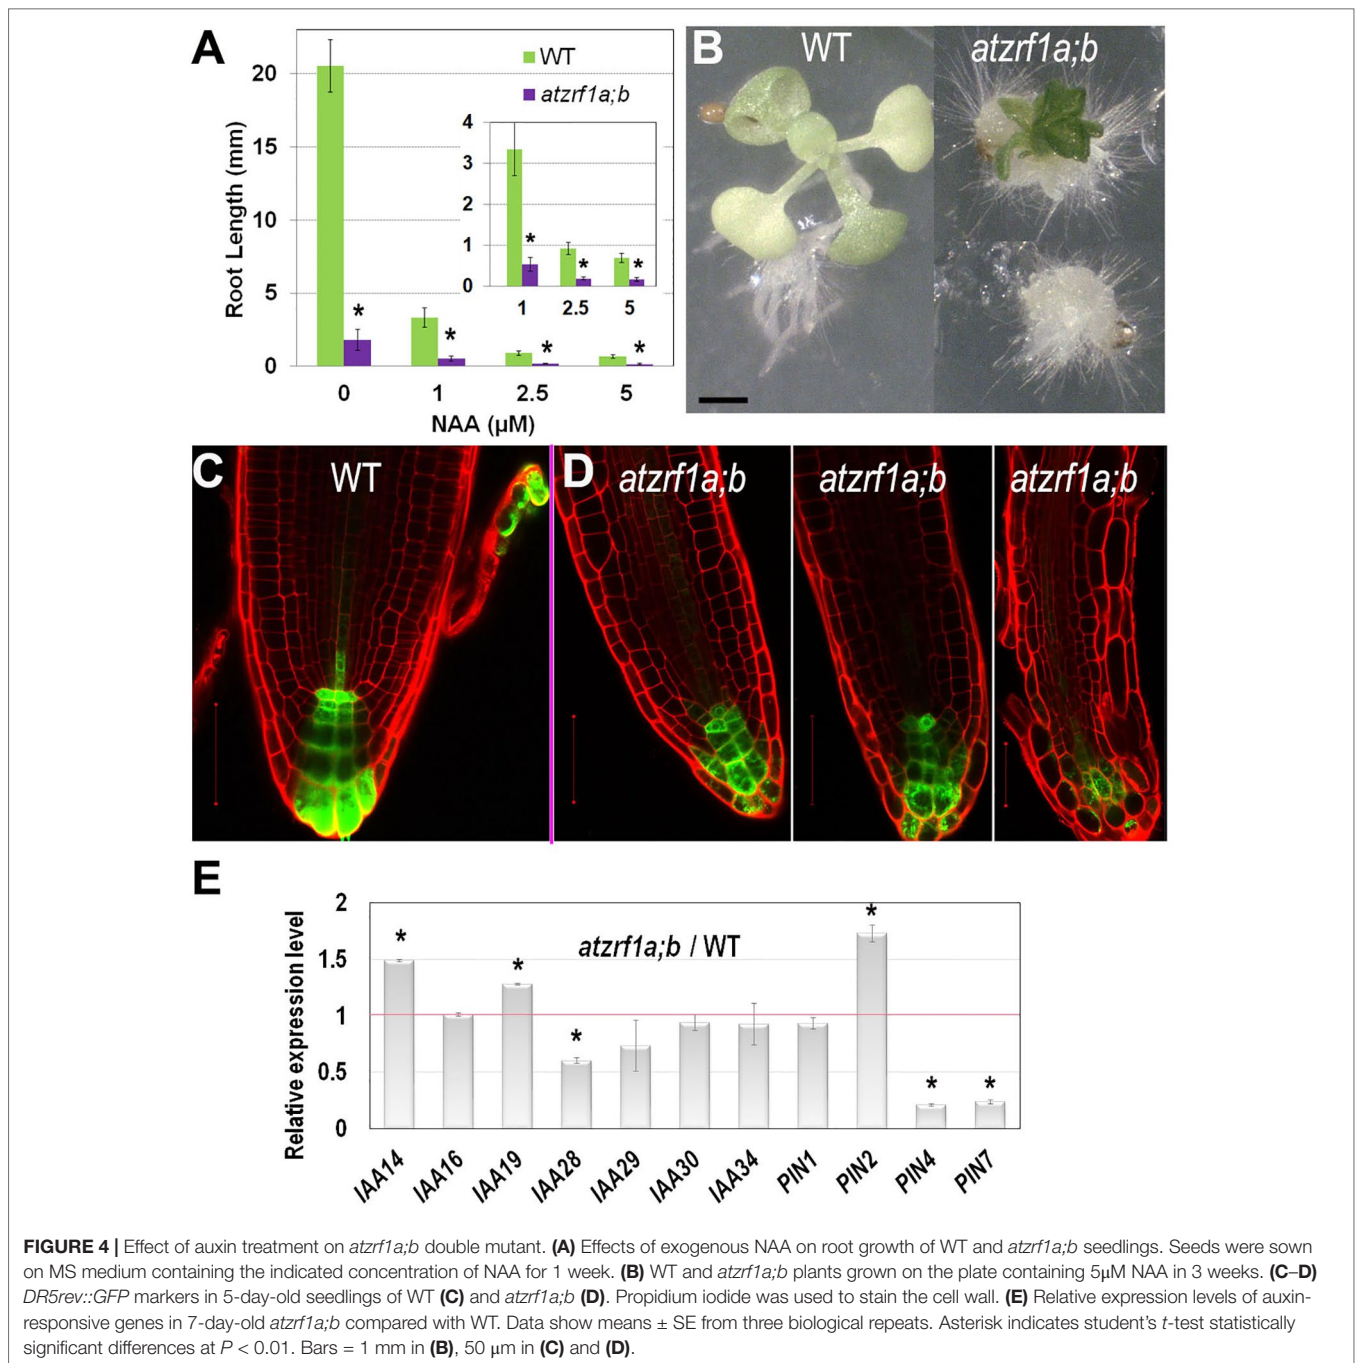 A
WT
atzrf1a;b
Root Length (mm)
20
15
10
5
0
4
3
2
1
0
*
*
*
1
2.5
5
*
*
*
*
0
1
2.5
5
NAA (µM)
B
WT
atzrf1a;b
C
WT
D
atzrf1a;b
atzrf1a;b
atzrf1a;b
E
Relative expression level
2
1.5
1
0.5
0
atzrf1a;b / WT
*
*
*
*
*
*
IAA14
IAA16
IAA19
IAA28
IAA29
IAA30
IAA34
PIN1
PIN2
PIN4
PIN7
FIGURE 4 | Effect of auxin treatment on atzrf1a;b double mutant. (A) Effects of exogenous NAA on root growth of WT and atzrf1a;b seedlings. Seeds were sown
on MS medium containing the indicated concentration of NAA for 1 week. (B) WT and atzrf1a;b plants grown on the plate containing 5µM NAA in 3 weeks. (C–D)
DR5rev::GFP markers in 5-day-old seedlings of WT (C) and atzrf1a;b (D). Propidium iodide was used to stain the cell wall. (E) Relative expression levels of auxin-
responsive genes in 7-day-old atzrf1a;b compared with WT. Data show means ± SE from three biological repeats. Asterisk indicates student's t-test statistically
significant differences at P < 0.01. Bars = 1 mm in (B), 50 µm in (C) and (D).